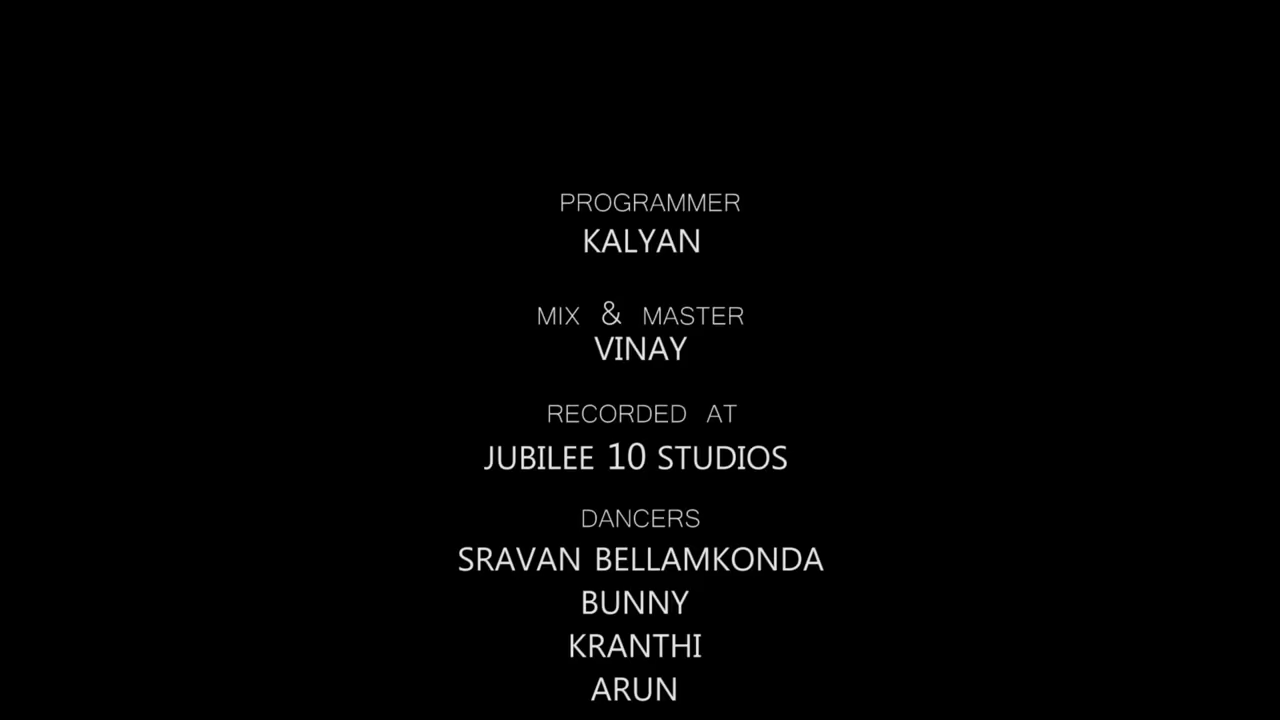 PROGRAMMER
KALYAN
MIX & MASTER
VINAY
RECORDED AT
JUBILEE 10 STUDIOS
DANCERS
SRAVAN BELLAMKONDA
BUNNY
KRANTHI
ARUN